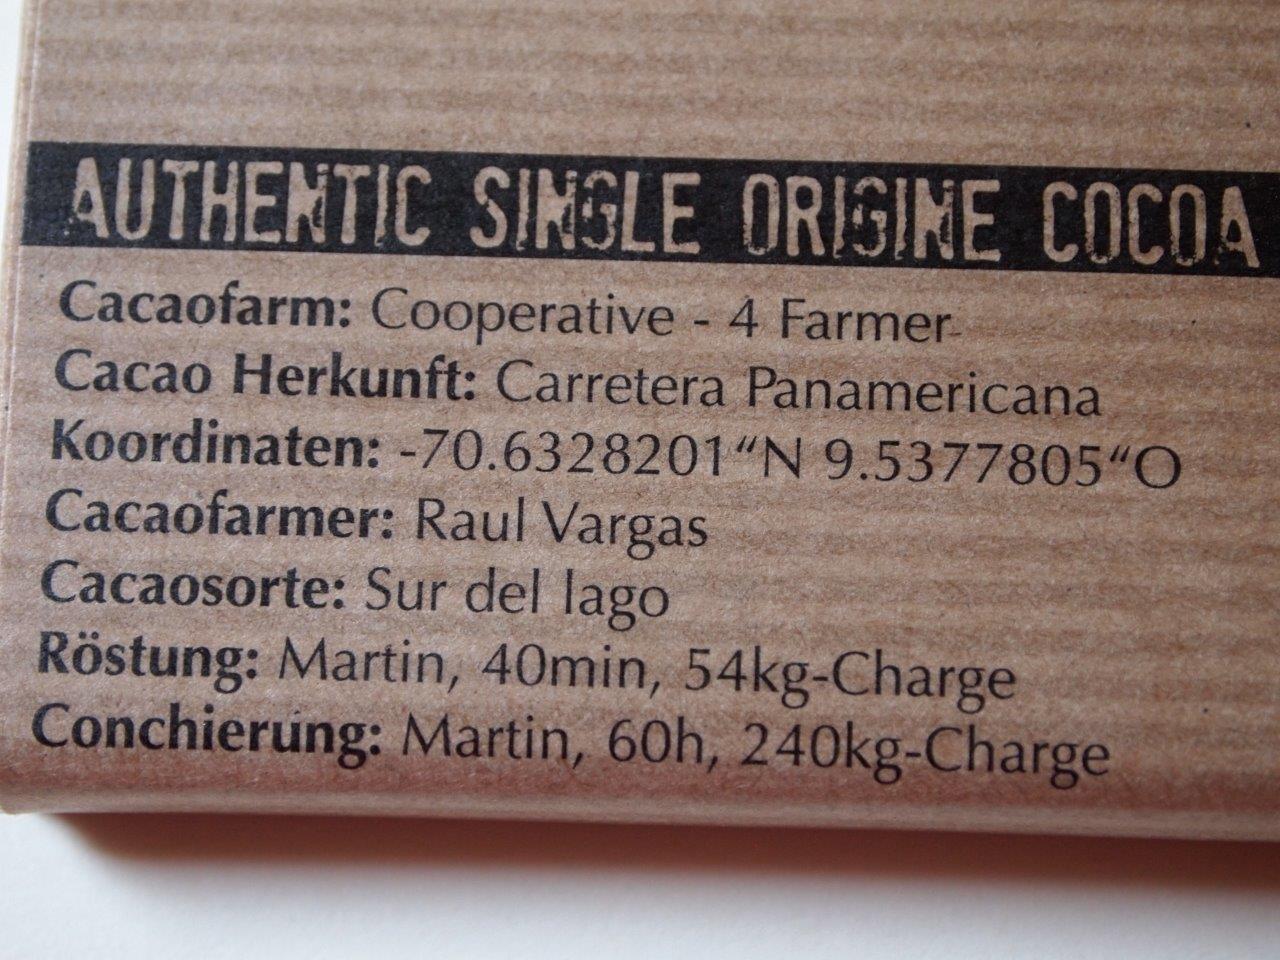 AUTHENTIC SINGLE ORIGINE COCOA
Cacaofarm: Cooperative - 4 Farmer
Cacao Herkunft: Carretera Panamericana
Koordinaten: -70.6328201“N 9.5377805“O
Cacaofarmer: Raul Vargas
Cacaosorte: Sur del lago
Röstung: Martin, 40min, 54kg-Charge
Conchierung: Martin, 60h, 240kg-Charge